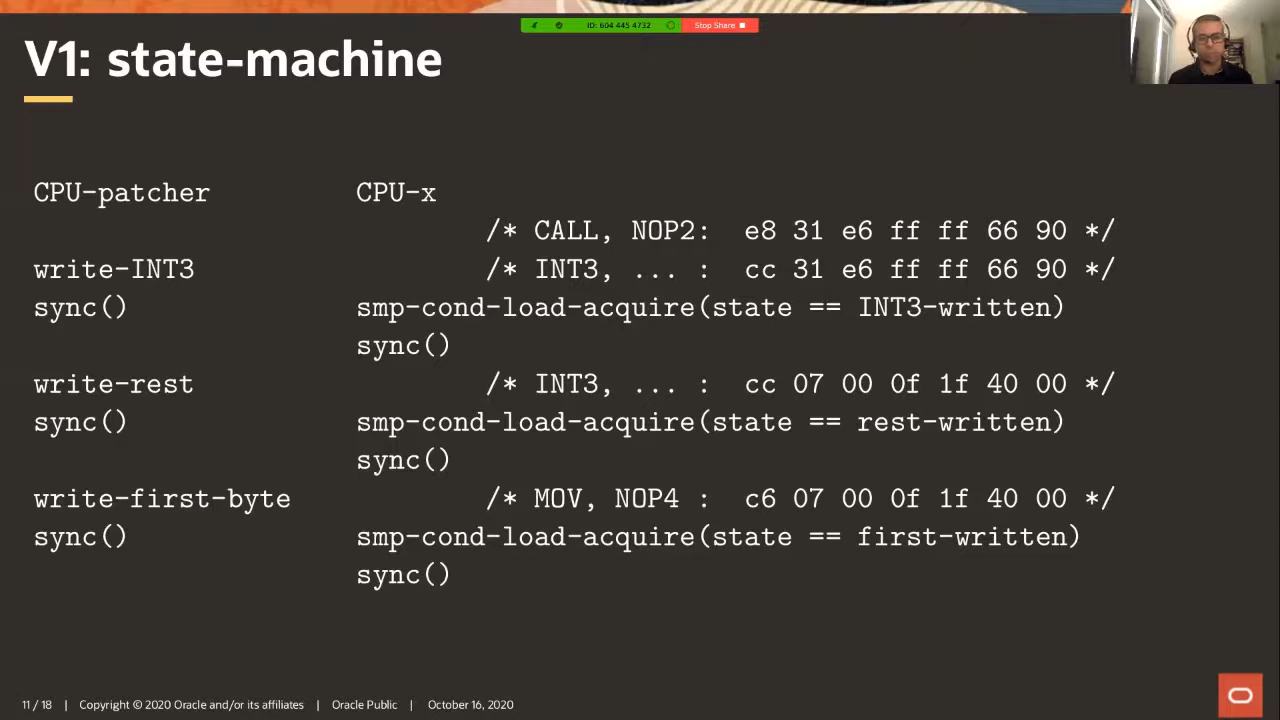 ID: 604 445 4732 Stop Share
V1: state-machine
CPU-patcher CPU-x
/* CALL, NOP2: e8 31 e6 ff ff 66 90 */
write-INT3 /* INT3, ... : cc 31 e6 ff ff 66 90 */
sync() smp-cond-load-acquire(state == INT3-written)
sync()
write-rest /* INT3, ... : cc 07 00 0f 1f 40 00 */
sync() smp-cond-load-acquire(state == rest-written)
sync()
write-first-byte /* MOV, NOP4 : c6 07 00 0f 1f 40 00 */
sync() smp-cond-load-acquire(state == first-written)
sync()
11 / 18 | Copyright © 2020 Oracle and/or its affiliates | Oracle Public | October 16, 2020